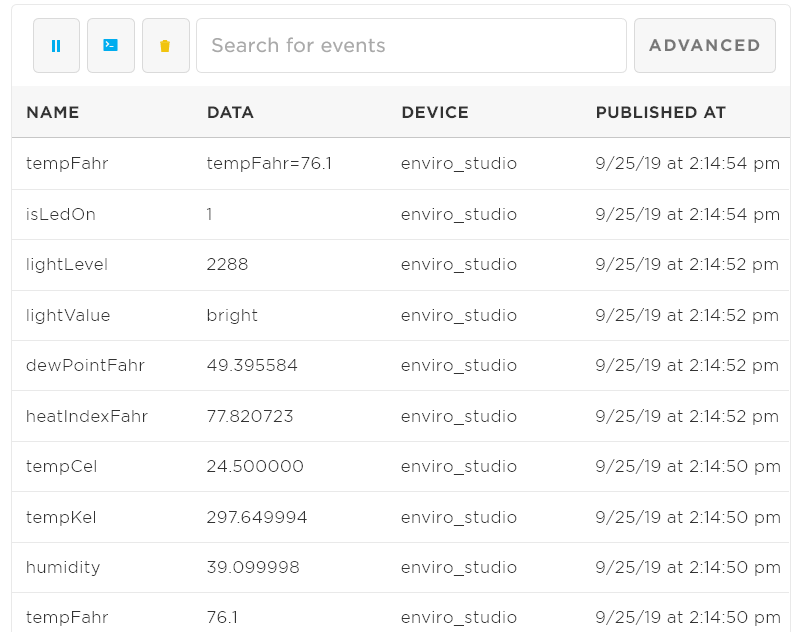 Search for events
ADVANCED
NAME DATA DEVICE PUBLISHED AT
tempFahr tempFahr=76.1 enviro_studio 9/25/19 at 2:14:54 pm
isLedOn 1 enviro_studio 9/25/19 at 2:14:54 pm
lightLevel 2288 enviro_studio 9/25/19 at 2:14:52 pm
lightValue bright enviro_studio 9/25/19 at 2:14:52 pm
dewPointFahr 49.395584 enviro_studio 9/25/19 at 2:14:52 pm
heatIndexFahr 77.820723 enviro_studio 9/25/19 at 2:14:52 pm
tempCel 24.500000 enviro_studio 9/25/19 at 2:14:50 pm
tempKel 297.649994 enviro_studio 9/25/19 at 2:14:50 pm
humidity 39.099998 enviro_studio 9/25/19 at 2:14:50 pm
tempFahr 76.1 enviro_studio 9/25/19 at 2:14:50 pm